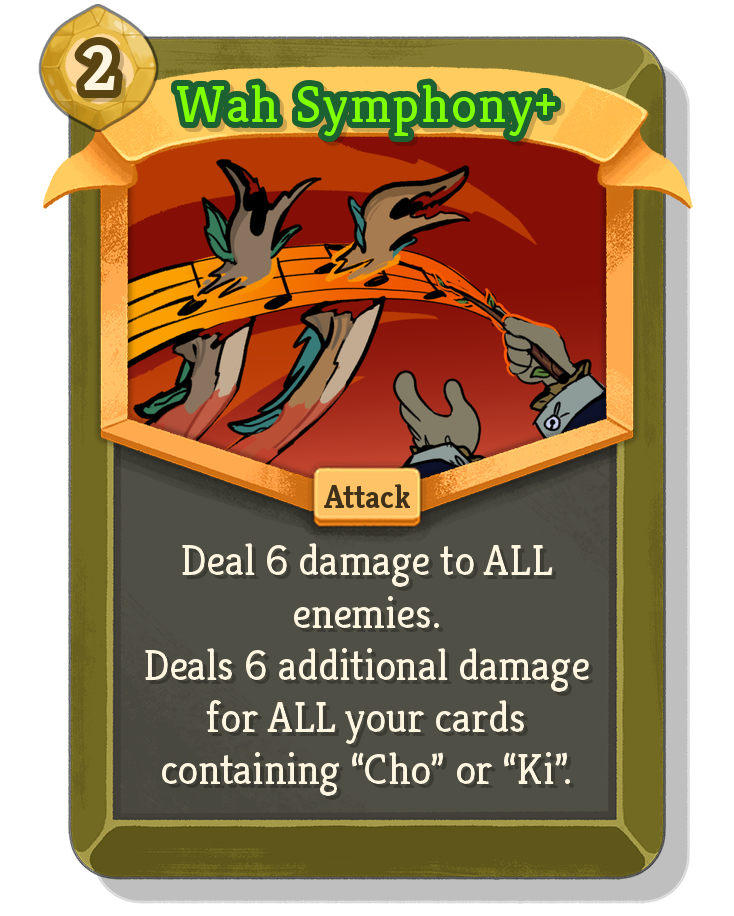 2
Wah Symphony+
Attack
Deal 6 damage to ALL
enemies.
Deals 6 additional damage
for ALL your cards
containing “Cho” or “Ki”.